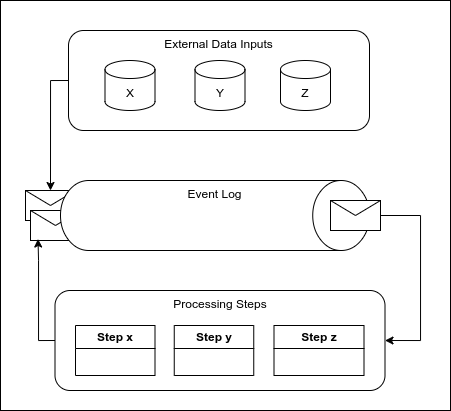 External Data Inputs
X
Y
Z
Event Log
Processing Steps
Step x
Step y
Step z